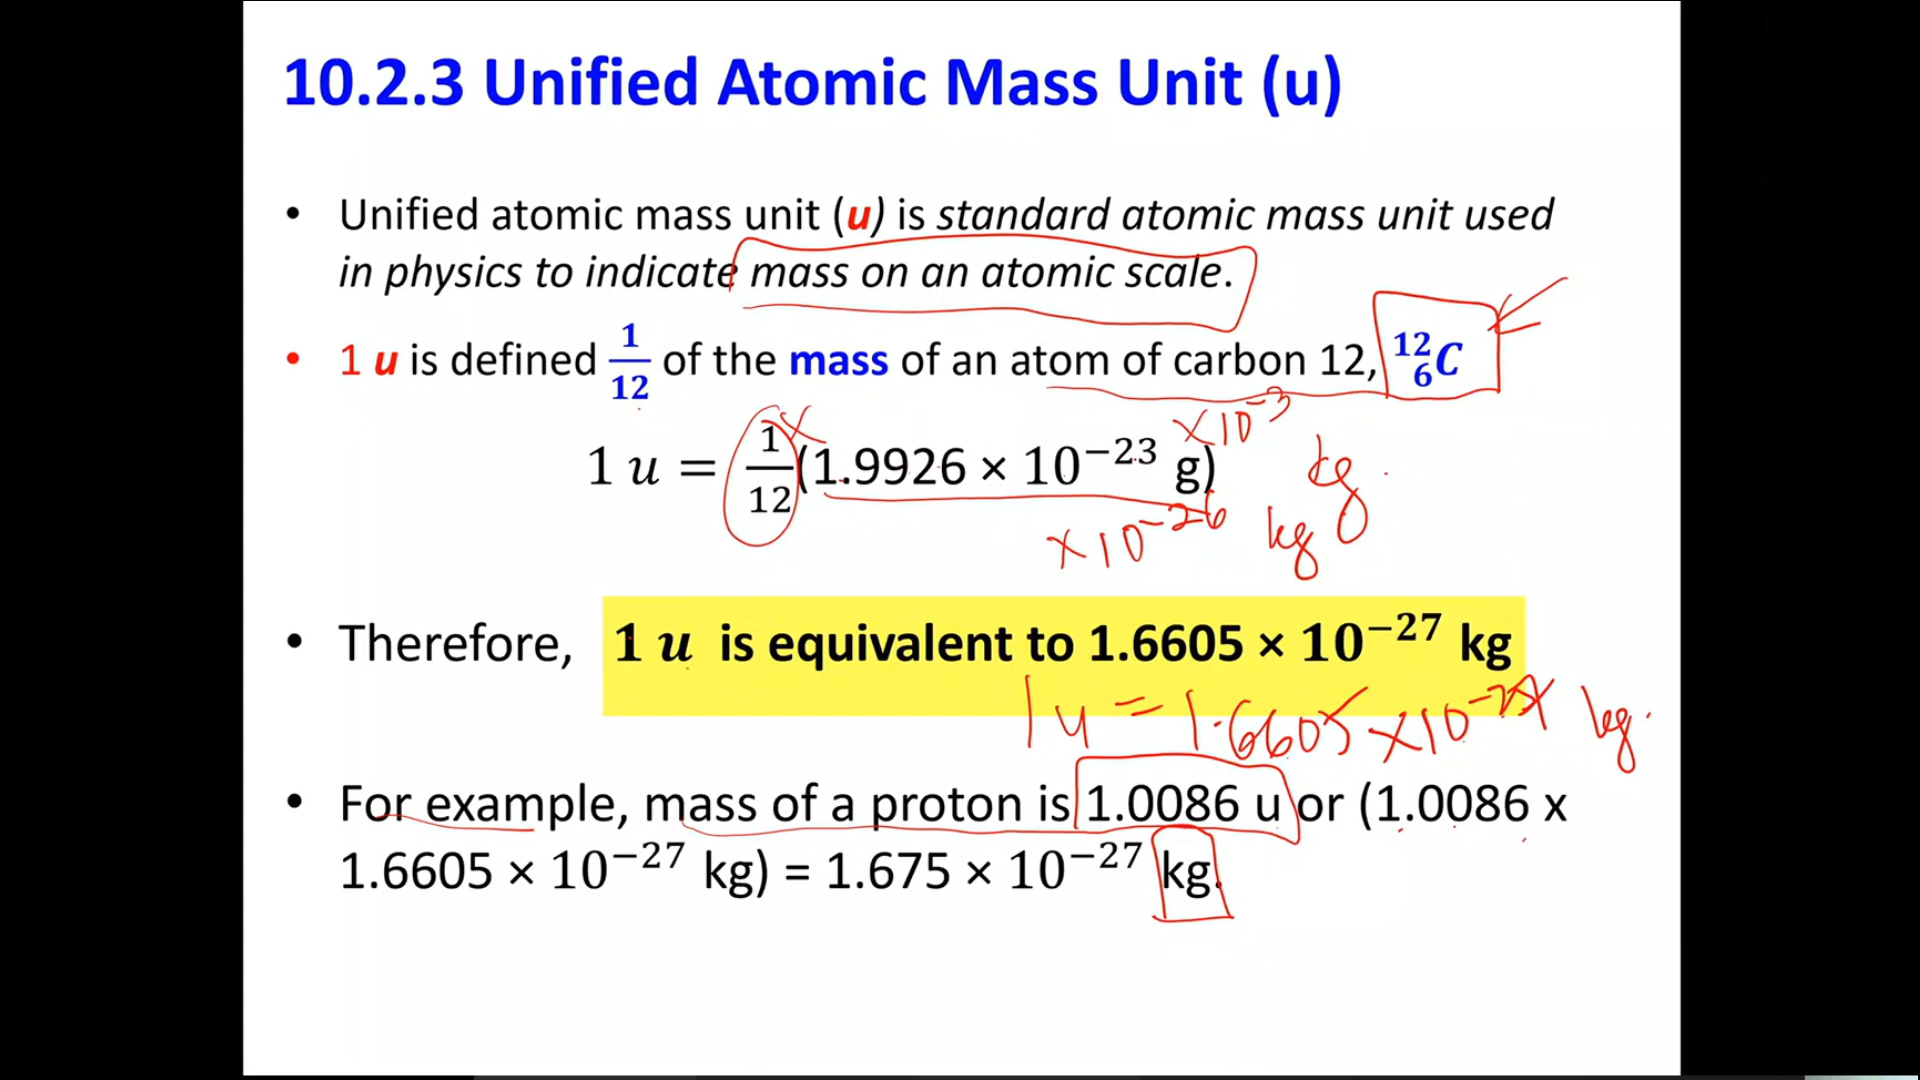 10.2.3 Unified Atomic Mass Unit (u)
• Unified atomic mass unit (u) is standard atomic mass unit used
in physics to indicate mass on an atomic scale.
• 1 u is defined 1/12 of the mass of an atom of carbon 12, ¹²₆C
×10⁻³
1 u = 1/12 (1.9926 × 10⁻²³ g) kg
×10⁻²⁶ kg
• Therefore, 1 u is equivalent to 1.6605 × 10⁻²⁷ kg
1 u = 1.6605 ×10⁻²⁷ kg.
• For example, mass of a proton is 1.0086 u or (1.0086 x
1.6605 × 10⁻²⁷ kg) = 1.675 × 10⁻²⁷ kg.